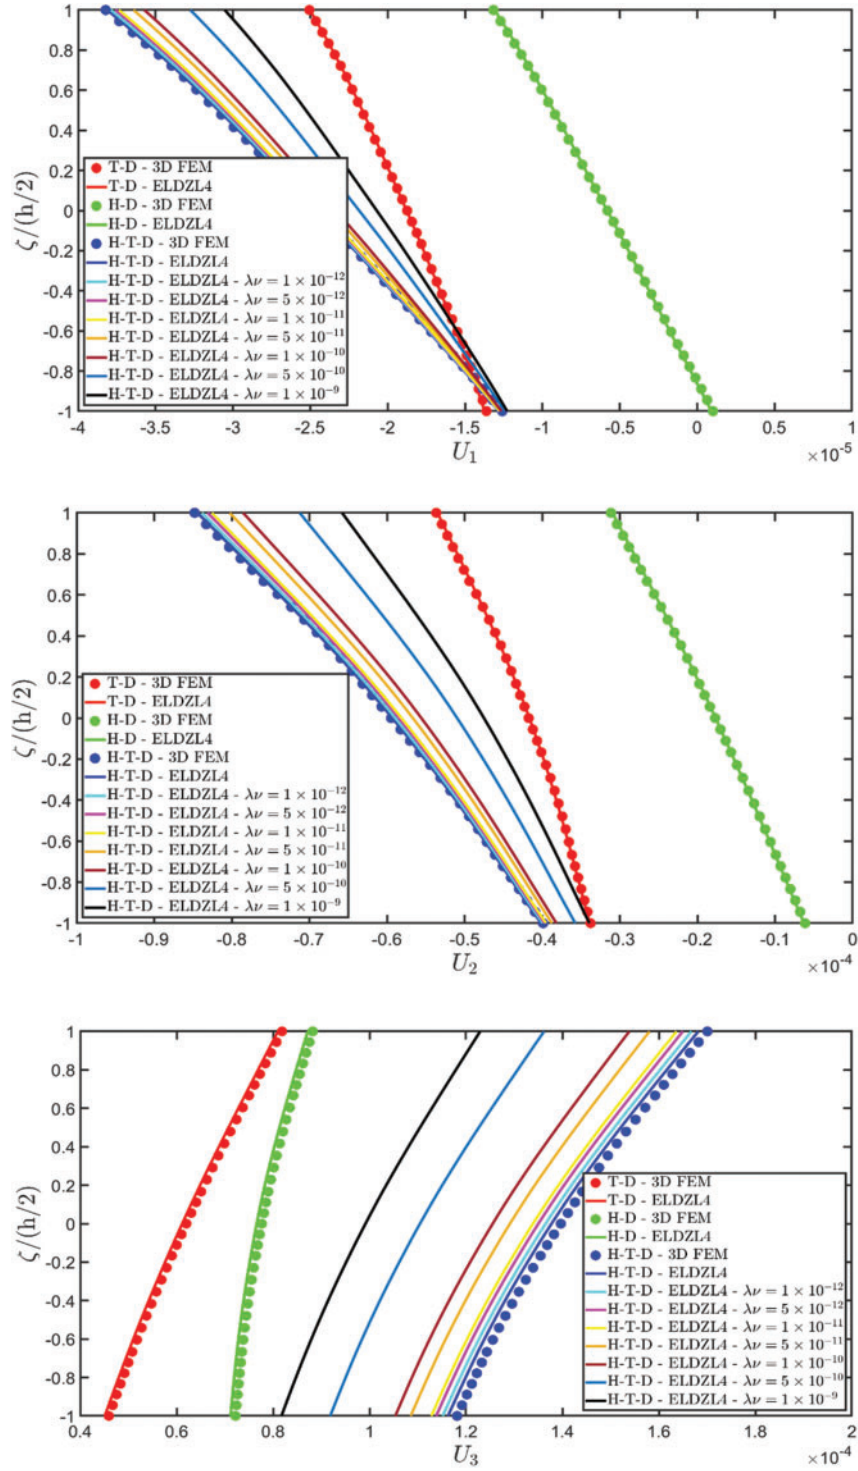 1
0.8
0.6
0.4
0.2
0
-0.2
-0.4
-0.6
-0.8
-1
ζ/(h/2)
T-D - 3D FEM
T-D - ELDZL4
H-D - 3D FEM
H-D - ELDZL4
H-T-D - 3D FEM
H-T-D - ELDZL4
H-T-D - ELDZL4 - λν = 1 × 10⁻¹²
H-T-D - ELDZL4 - λν = 5 × 10⁻¹²
H-T-D - ELDZL4 - λν = 1 × 10⁻¹¹
H-T-D - ELDZL4 - λν = 5 × 10⁻¹¹
H-T-D - ELDZL4 - λν = 1 × 10⁻¹⁰
H-T-D - ELDZL4 - λν = 5 × 10⁻¹⁰
H-T-D - ELDZL4 - λν = 1 × 10⁻⁹
-4 -3.5 -3 -2.5 -2 -1.5 -1 -0.5 0 0.5 1
U₁
×10⁻⁵
1
0.8
0.6
0.4
0.2
0
-0.2
-0.4
-0.6
-0.8
-1
ζ/(h/2)
T-D - 3D FEM
T-D - ELDZL4
H-D - 3D FEM
H-D - ELDZL4
H-T-D - 3D FEM
H-T-D - ELDZL4
H-T-D - ELDZL4 - λν = 1 × 10⁻¹²
H-T-D - ELDZL4 - λν = 5 × 10⁻¹²
H-T-D - ELDZL4 - λν = 1 × 10⁻¹¹
H-T-D - ELDZL4 - λν = 5 × 10⁻¹¹
H-T-D - ELDZL4 - λν = 1 × 10⁻¹⁰
H-T-D - ELDZL4 - λν = 5 × 10⁻¹⁰
H-T-D - ELDZL4 - λν = 1 × 10⁻⁹
-1 -0.9 -0.8 -0.7 -0.6 -0.5 -0.4 -0.3 -0.2 -0.1 0
U₂
×10⁻⁴
1
0.8
0.6
0.4
0.2
0
-0.2
-0.4
-0.6
-0.8
-1
ζ/(h/2)
T-D - 3D FEM
T-D - ELDZL4
H-D - 3D FEM
H-D - ELDZL4
H-T-D - 3D FEM
H-T-D - ELDZL4
H-T-D - ELDZL4 - λν = 1 × 10⁻¹²
H-T-D - ELDZL4 - λν = 5 × 10⁻¹²
H-T-D - ELDZL4 - λν = 1 × 10⁻¹¹
H-T-D - ELDZL4 - λν = 5 × 10⁻¹¹
H-T-D - ELDZL4 - λν = 1 × 10⁻¹⁰
H-T-D - ELDZL4 - λν = 5 × 10⁻¹⁰
H-T-D - ELDZL4 - λν = 1 × 10⁻⁹
0.4 0.6 0.8 1 1.2 1.4 1.6 1.8 2
U₃
×10⁻⁴